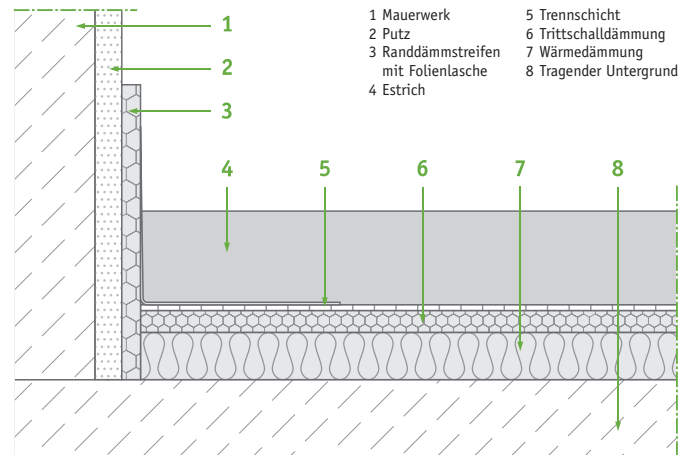 1 Mauerwerk
2 Putz
3 Randdämmstreifen
mit Folienlasche
4 Estrich
5 Trennschicht
6 Trittschalldämmung
7 Wärmedämmung
8 Tragender Untergrund
1
2
3
4
5
6
7
8